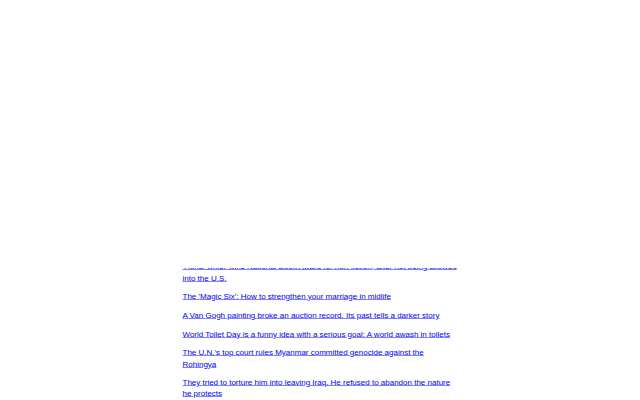 into the U.S.
The 'Magic Six': How to strengthen your marriage in midlife
A Van Gogh painting broke an auction record. Its past tells a darker story
World Toilet Day is a funny idea with a serious goal: A world awash in toilets
The U.N.'s top court rules Myanmar committed genocide against the
Rohingya
They tried to torture him into leaving Iraq. He refused to abandon the nature
he protects